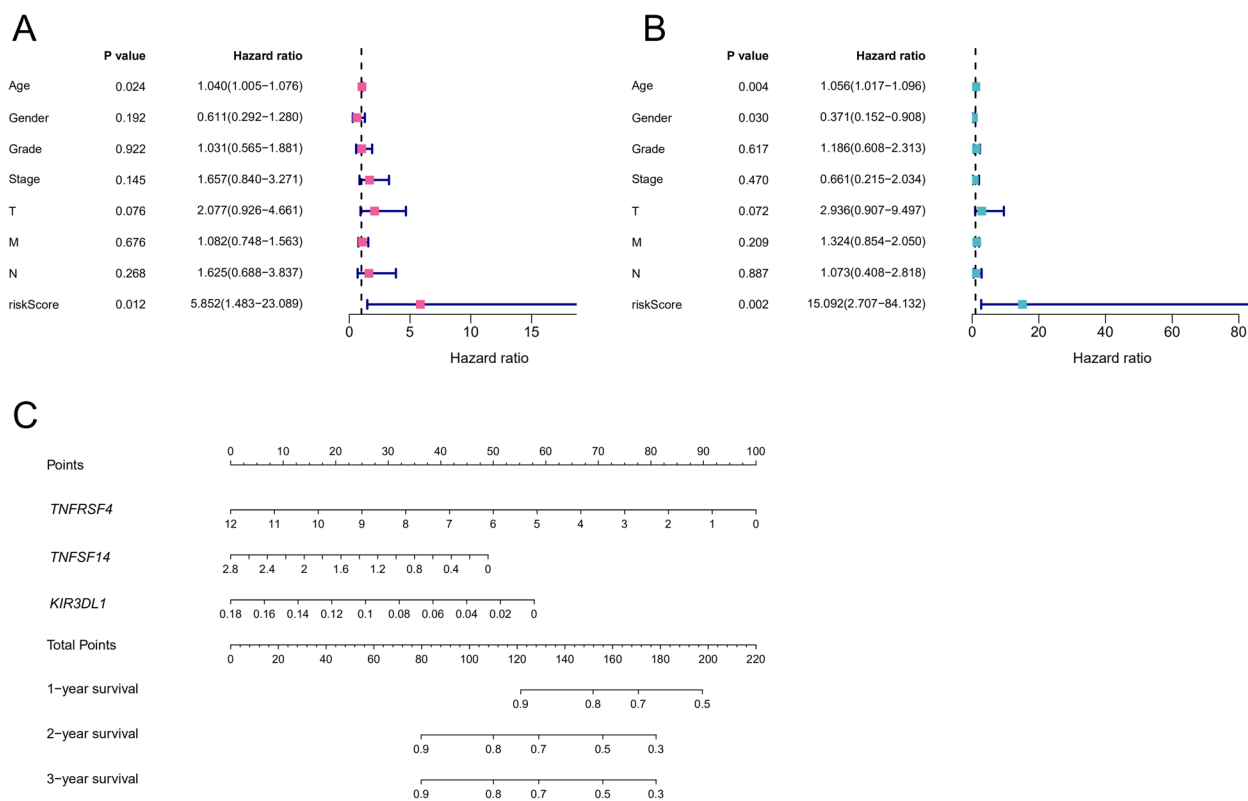 A
P value Hazard ratio
Age 0.024 1.040(1.005−1.076)
Gender 0.192 0.611(0.292−1.280)
Grade 0.922 1.031(0.565−1.881)
Stage 0.145 1.657(0.840−3.271)
T 0.076 2.077(0.926−4.661)
M 0.676 1.082(0.748−1.563)
N 0.268 1.625(0.688−3.837)
riskScore 0.012 5.852(1.483−23.089)
0 5 10 15
Hazard ratio
B
P value Hazard ratio
Age 0.004 1.056(1.017−1.096)
Gender 0.030 0.371(0.152−0.908)
Grade 0.617 1.186(0.608−2.313)
Stage 0.470 0.661(0.215−2.034)
T 0.072 2.936(0.907−9.497)
M 0.209 1.324(0.854−2.050)
N 0.887 1.073(0.408−2.818)
riskScore 0.002 15.092(2.707−84.132)
0 20 40 60 80
Hazard ratio
C
0 10 20 30 40 50 60 70 80 90 100
Points
TNFRSF4
12 11 10 9 8 7 6 5 4 3 2 1 0
TNFSF14
2.8 2.4 2 1.6 1.2 0.8 0.4 0
KIR3DL1
0.18 0.16 0.14 0.12 0.1 0.08 0.06 0.04 0.02 0
Total Points
0 20 40 60 80 100 120 140 160 180 200 220
1−year survival
0.9 0.8 0.7 0.5
2−year survival
0.9 0.8 0.7 0.5 0.3
3−year survival
0.9 0.8 0.7 0.5 0.3